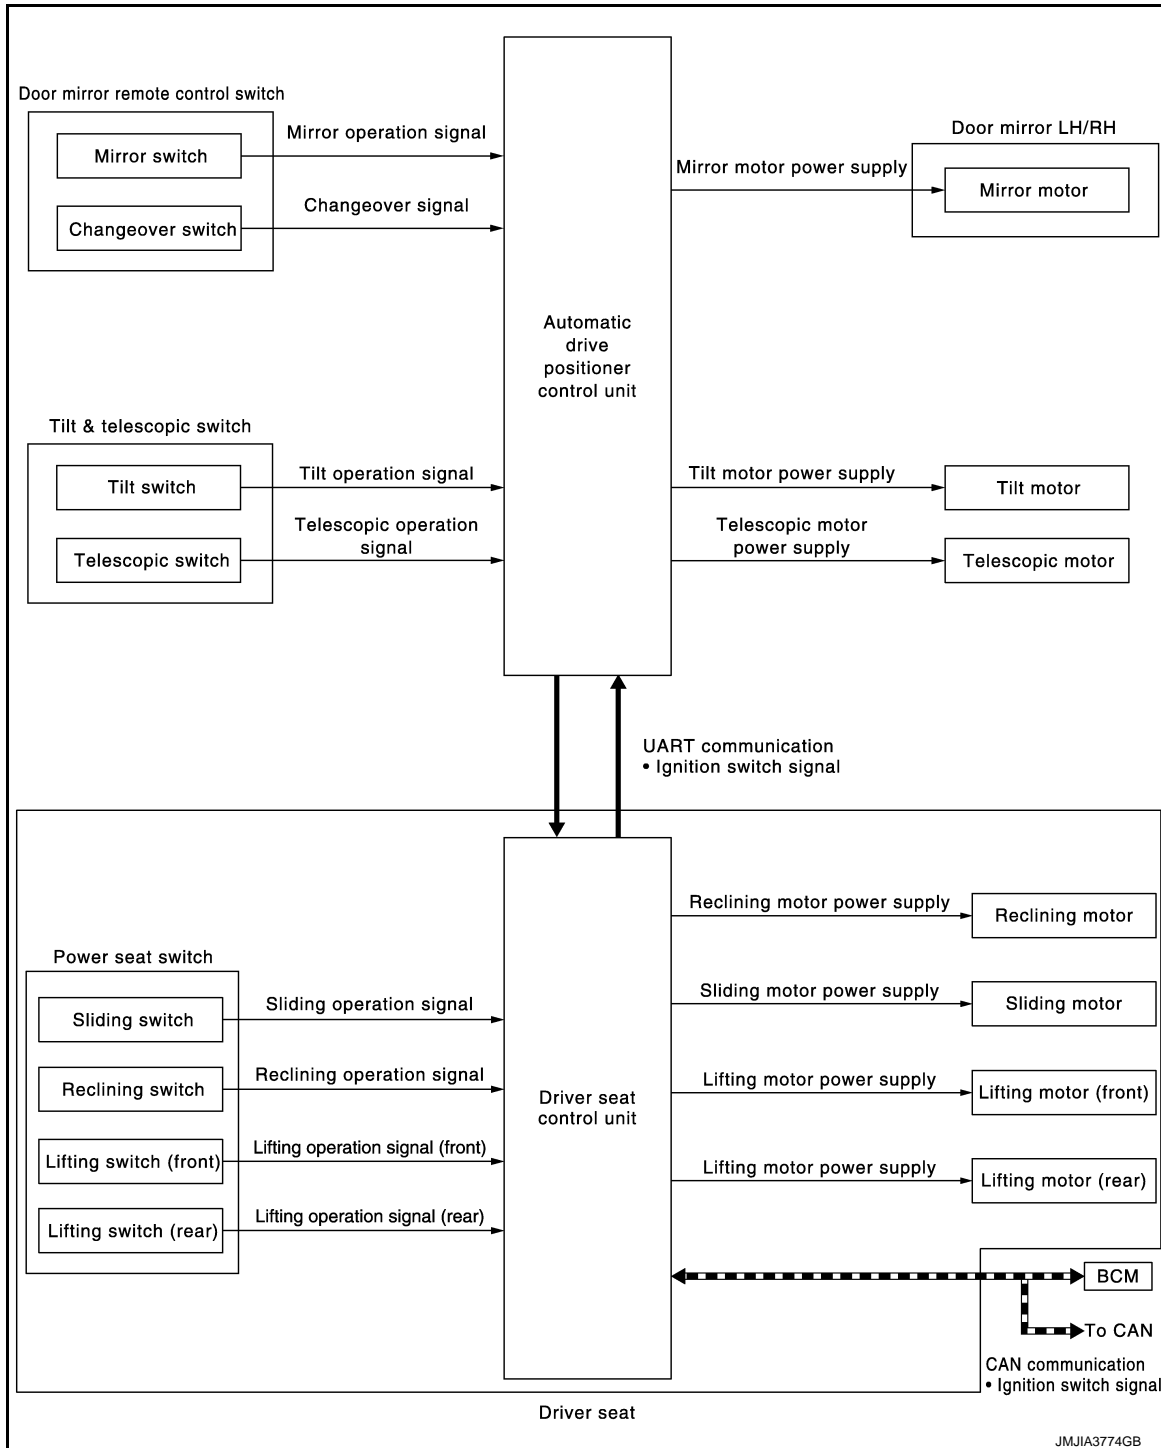 Door mirror remote control switch
Mirror switch
Mirror operation signal
Changeover switch
Changeover signal
Door mirror LH/RH
Mirror motor power supply
Mirror motor
Automatic
drive
positioner
control unit
Tilt & telescopic switch
Tilt switch
Tilt operation signal
Telescopic switch
Telescopic operation
signal
Tilt motor power supply
Tilt motor
Telescopic motor
power supply
Telescopic motor
UART communication
• Ignition switch signal
Power seat switch
Sliding switch
Sliding operation signal
Reclining switch
Reclining operation signal
Lifting switch (front)
Lifting operation signal (front)
Lifting switch (rear)
Lifting operation signal (rear)
Driver seat
control unit
Reclining motor power supply
Reclining motor
Sliding motor power supply
Sliding motor
Lifting motor power supply
Lifting motor (front)
Lifting motor power supply
Lifting motor (rear)
BCM
To CAN
CAN communication
• Ignition switch signal
Driver seat
JMJIA3774GB